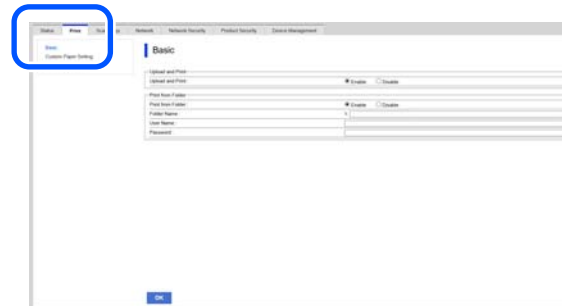 Status Print Network Network Security Product Security Device Management
Basic
Custom Paper Setting
Basic
Upload and Print
Upload and Print : Enable Disable
Print from Folder
Print from Folder : Enable Disable
Folder Name : \\
User Name :
Password :
OK